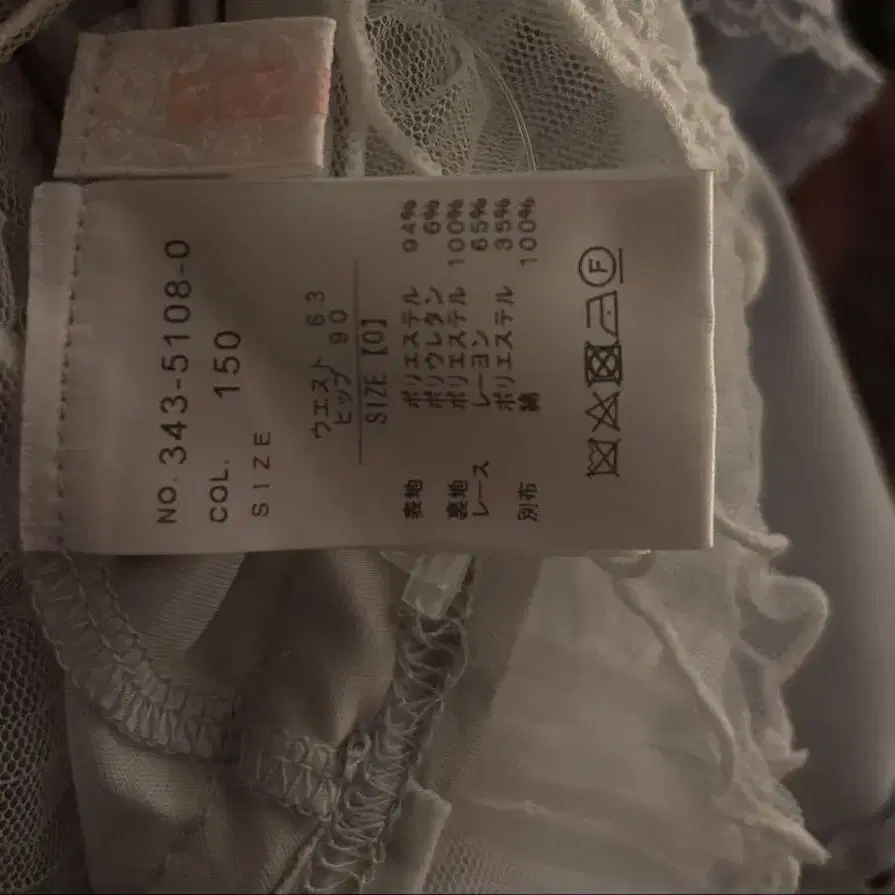 NO. 343-5108-0
COL. 150
SIZE
ウエスト 63
ヒップ 90
SIZE【0】
表地 ポリエステル 94%
ポリウレタン 6%
裏地 ポリエステル 100%
レース レーヨン 65%
ポリエステル 35%
別布 綿 100%
F